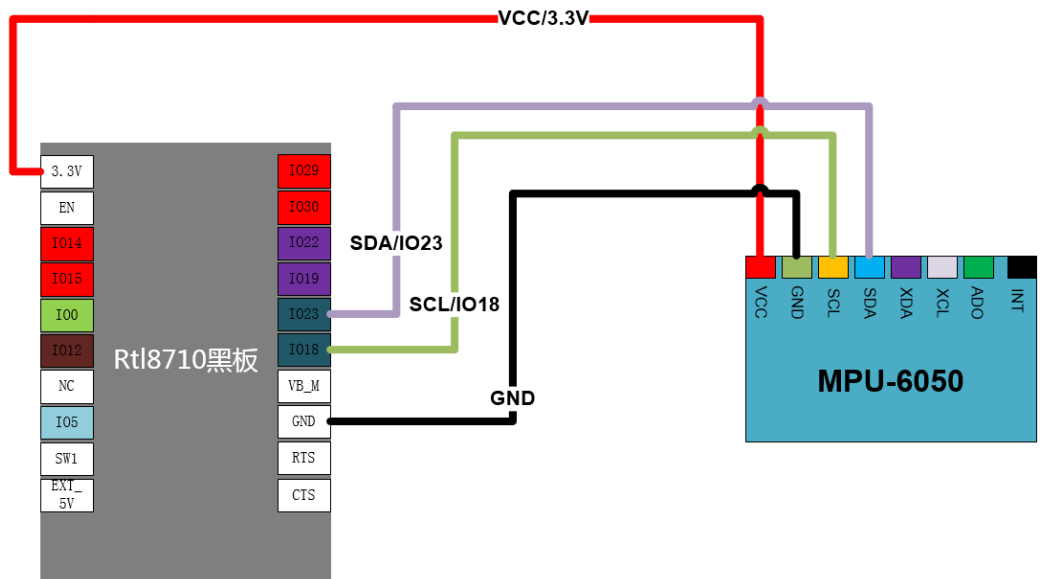 VCC/3.3V
3.3V
EN
IO14
IO15
IO0
IO12
NC
IO5
SW1
EXT_
5V
Rtl8710黑板
IO29
IO30
IO22
IO19
IO23
IO18
VB_M
GND
RTS
CTS
SDA/IO23
SCL/IO18
GND
VCC
GND
SCL
SDA
XDA
XCL
ADO
INT
MPU-6050